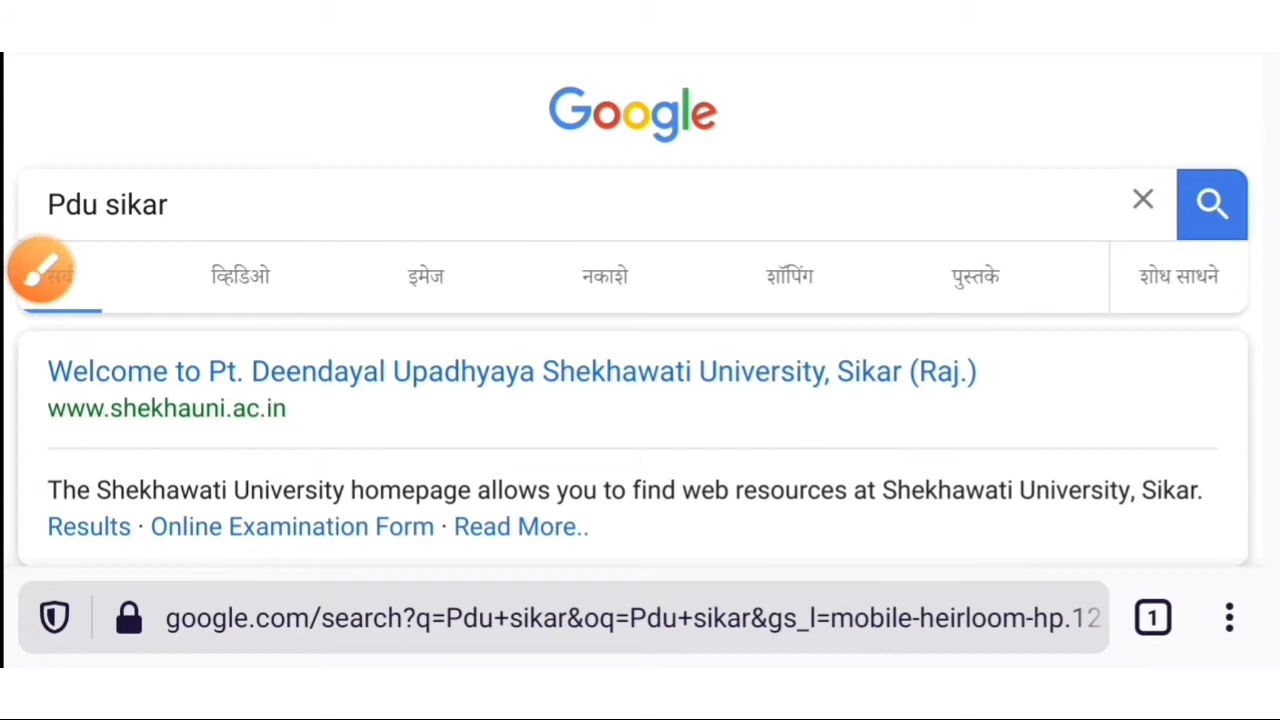 Google
Pdu sikar
सर्व व्हिडिओ इमेज नकाशे शॉपिंग पुस्तके शोध साधने
Welcome to Pt. Deendayal Upadhyaya Shekhawati University, Sikar (Raj.)
www.shekhauni.ac.in
The Shekhawati University homepage allows you to find web resources at Shekhawati University, Sikar.
Results · Online Examination Form · Read More..
google.com/search?q=Pdu+sikar&oq=Pdu+sikar&gs_l=mobile-heirloom-hp.12 1